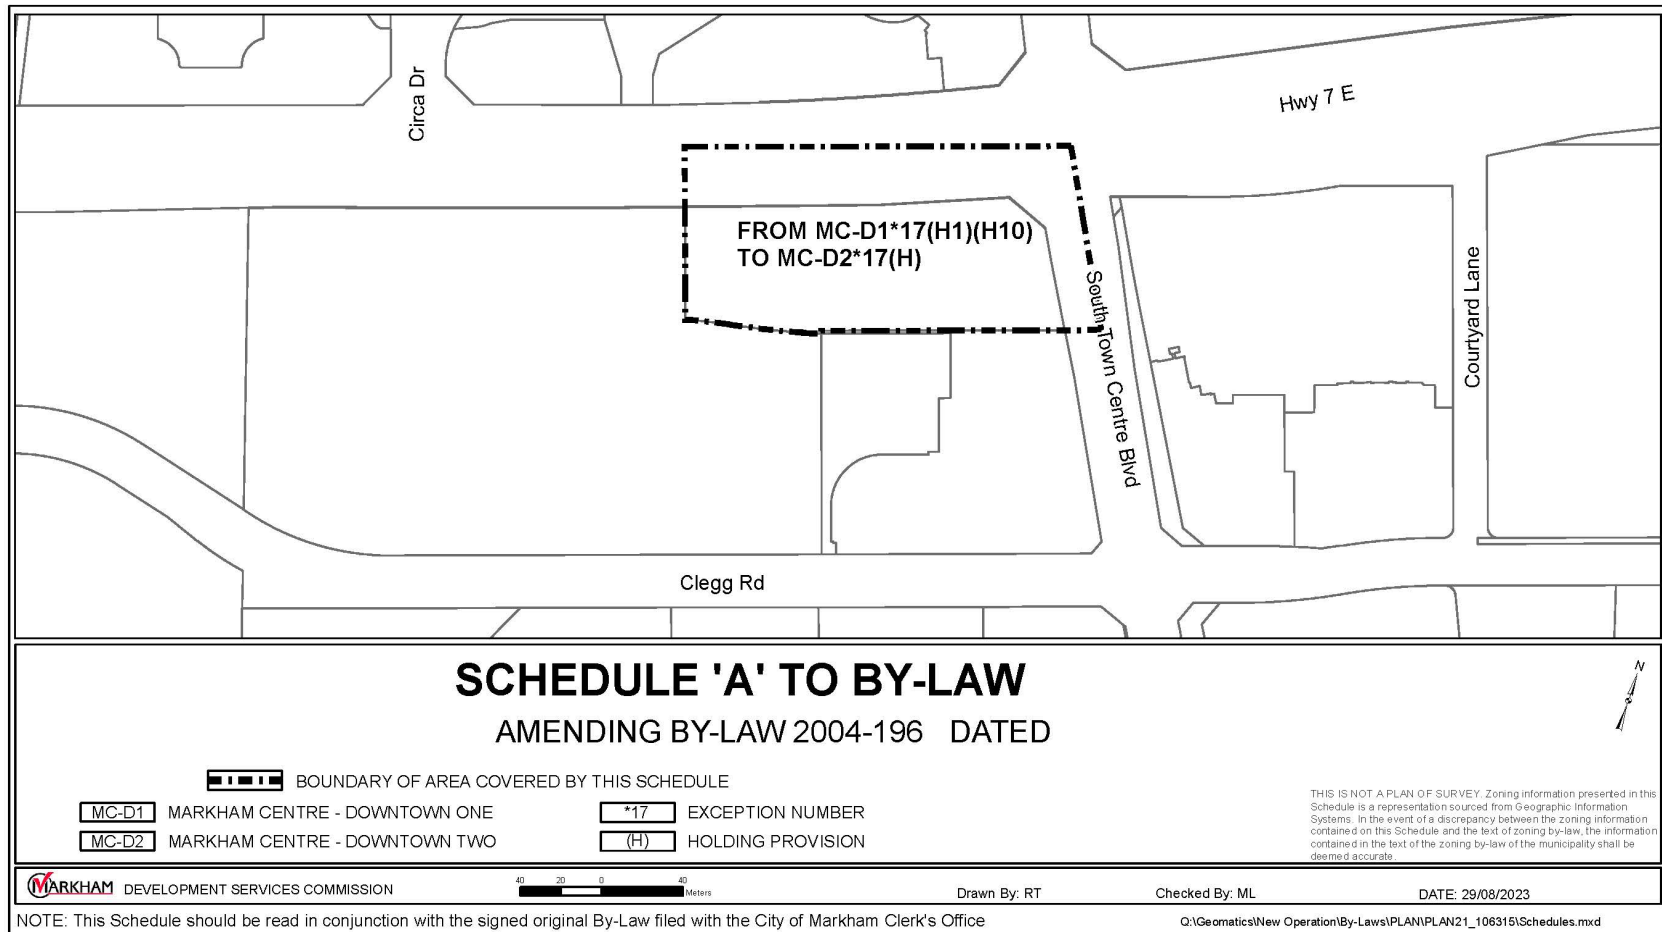 Circa Dr
Hwy 7 E
FROM MC-D1*17(H1)(H10)
TO MC-D2*17(H)
South Town Centre Blvd
Courtyard Lane
Clegg Rd
SCHEDULE 'A' TO BY-LAW
AMENDING BY-LAW 2004-196 DATED
N
BOUNDARY OF AREA COVERED BY THIS SCHEDULE
MC-D1 MARKHAM CENTRE - DOWNTOWN ONE
*17 EXCEPTION NUMBER
MC-D2 MARKHAM CENTRE - DOWNTOWN TWO
(H) HOLDING PROVISION
THIS IS NOT A PLAN OF SURVEY. Zoning information presented in this
Schedule is a representation sourced from Geographic Information
Systems. In the event of a discrepancy between the zoning information
contained on this Schedule and the text of zoning by-law, the information
contained in the text of the zoning by-law of the municipality shall be
deemed accurate.
MARKHAM DEVELOPMENT SERVICES COMMISSION
40 20 0 40
Meters
Drawn By: RT
Checked By: ML
DATE: 29/08/2023
NOTE: This Schedule should be read in conjunction with the signed original By-Law filed with the City of Markham Clerk's Office
Q:\Geomatics\New Operation\By-Laws\PLAN\PLAN21_106315\Schedules.mxd